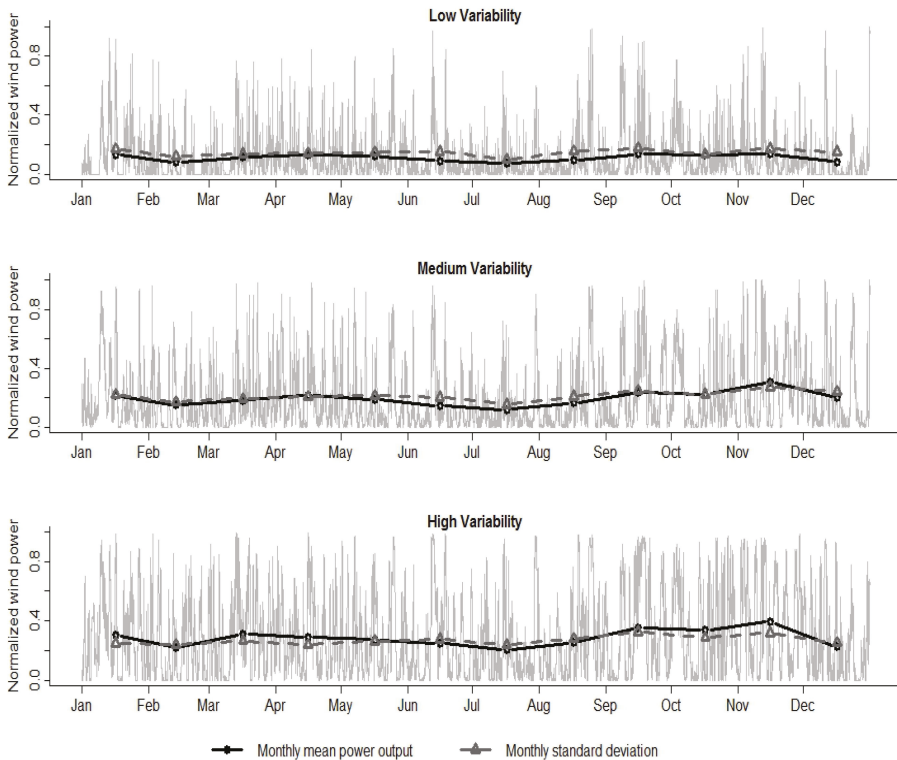 Low Variability
Normalized wind power
0.0 0.4 0.8
Jan Feb Mar Apr May Jun Jul Aug Sep Oct Nov Dec
Medium Variability
Normalized wind power
0.0 0.4 0.8
Jan Feb Mar Apr May Jun Jul Aug Sep Oct Nov Dec
High Variability
Normalized wind power
0.0 0.4 0.8
Jan Feb Mar Apr May Jun Jul Aug Sep Oct Nov Dec
Monthly mean power output Monthly standard deviation